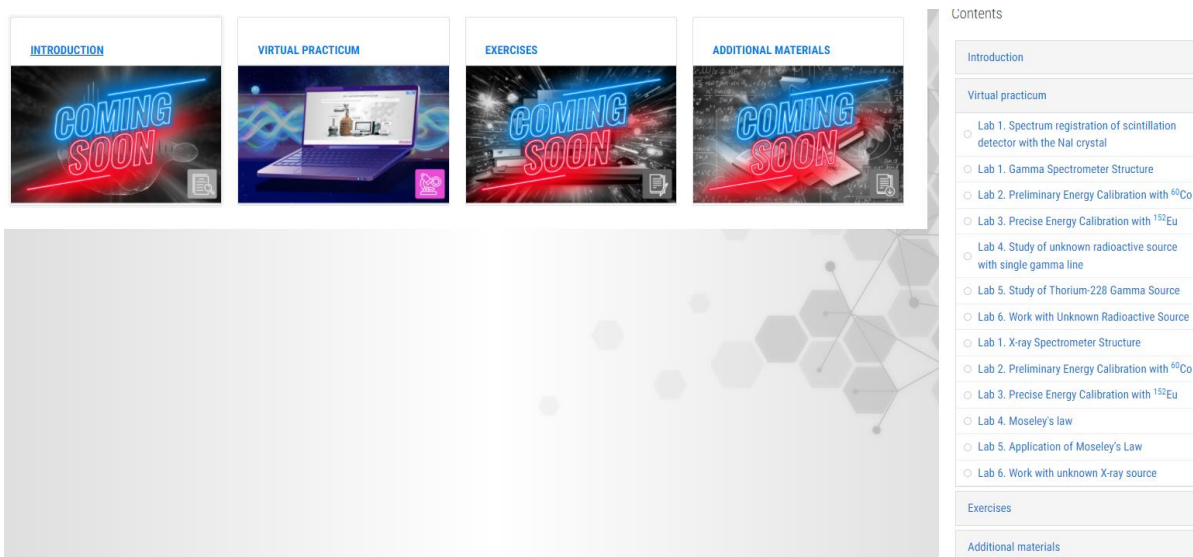 INTRODUCTION
COMING
SOON
VIRTUAL PRACTICUM
EXERCISES
COMING
SOON
ADDITIONAL MATERIALS
COMING
SOON
Contents
Introduction
Virtual practicum
Lab 1. Spectrum registration of scintillation
detector with the NaI crystal
Lab 1. Gamma Spectrometer Structure
Lab 2. Preliminary Energy Calibration with ⁶⁰Co
Lab 3. Precise Energy Calibration with ¹⁵²Eu
Lab 4. Study of unknown radioactive source
with single gamma line
Lab 5. Study of Thorium-228 Gamma Source
Lab 6. Work with Unknown Radioactive Source
Lab 1. X-ray Spectrometer Structure
Lab 2. Preliminary Energy Calibration with ⁶⁰Co
Lab 3. Precise Energy Calibration with ¹⁵²Eu
Lab 4. Moseley's law
Lab 5. Application of Moseley’s Law
Lab 6. Work with unknown X-ray source
Exercises
Additional materials